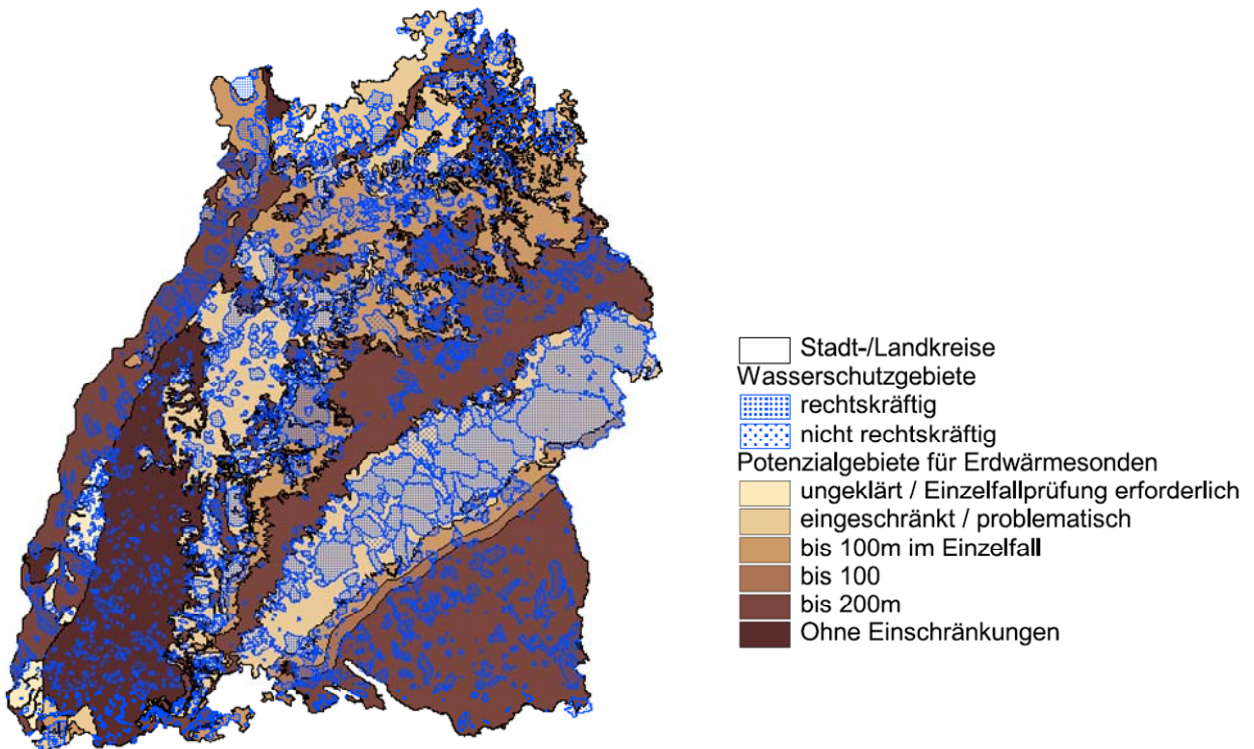 Stadt-/Landkreise
Wasserschutzgebiete
rechtskräftig
nicht rechtskräftig
Potenzialgebiete für Erdwärmesonden
ungeklärt / Einzelfallprüfung erforderlich
eingeschränkt / problematisch
bis 100m im Einzelfall
bis 100
bis 200m
Ohne Einschränkungen